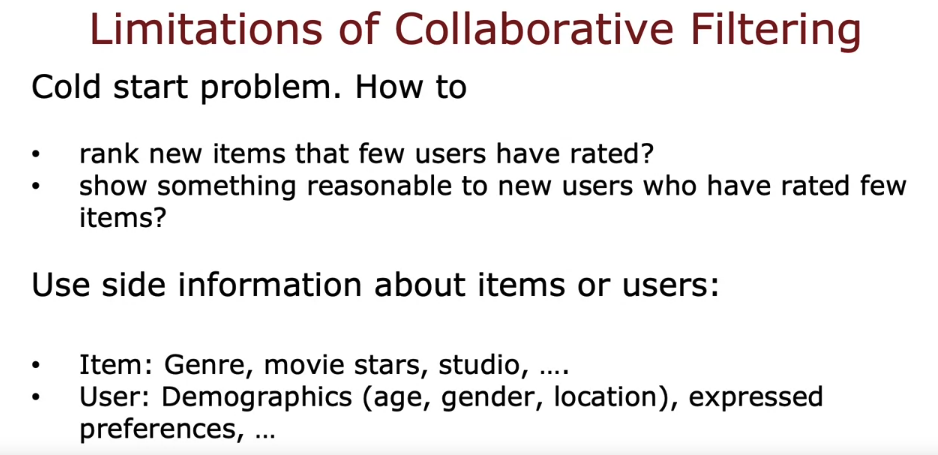 Limitations of Collaborative Filtering
Cold start problem. How to
• rank new items that few users have rated?
• show something reasonable to new users who have rated few
items?
Use side information about items or users:
• Item: Genre, movie stars, studio, ....
• User: Demographics (age, gender, location), expressed
preferences, ...